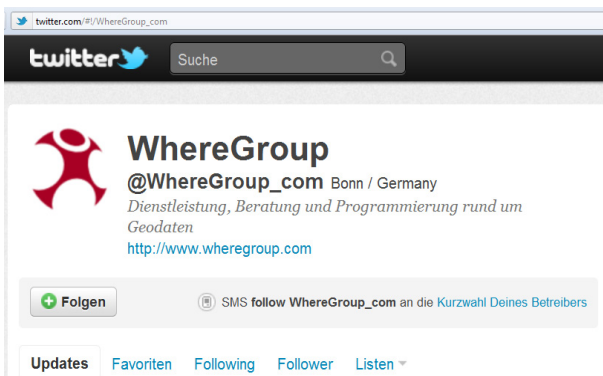 twitter.com/#!/WhereGroup_com
twitter
Suche
WhereGroup
@WhereGroup_com Bonn / Germany
Dienstleistung, Beratung und Programmierung rund um
Geodaten
http://www.wheregroup.com
Folgen
SMS follow WhereGroup_com an die Kurzwahl Deines Betreibers
Updates Favoriten Following Follower Listen